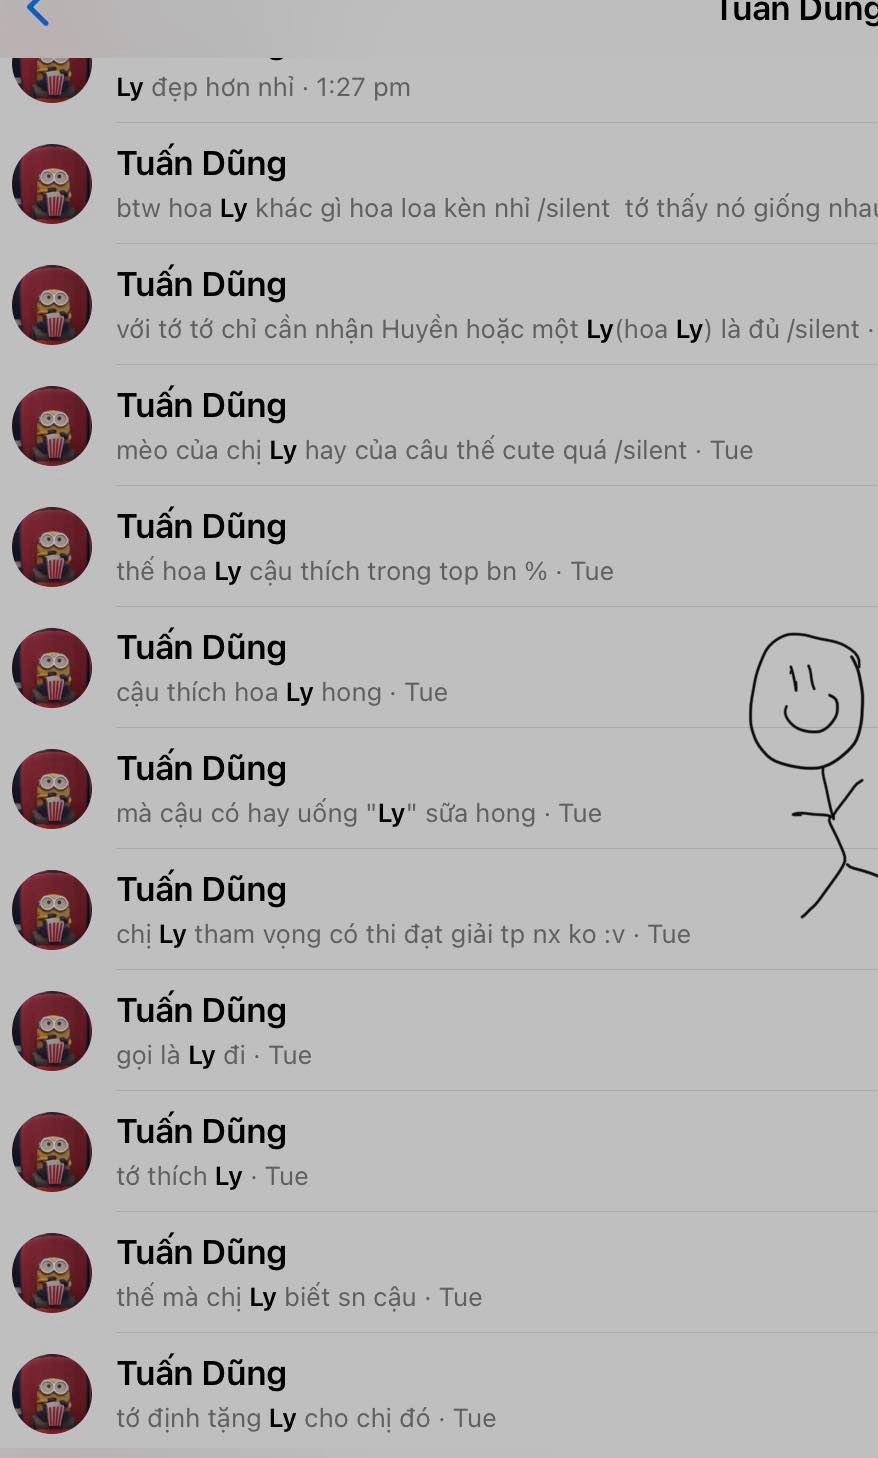 Tuấn Dũng
Ly đẹp hơn nhỉ · 1:27 pm
Tuấn Dũng
btw hoa Ly khác gì hoa loa kèn nhỉ /silent tớ thấy nó giống nhau
Tuấn Dũng
với tớ tớ chỉ cần nhận Huyền hoặc một Ly(hoa Ly) là đủ /silent ·
Tuấn Dũng
mèo của chị Ly hay của câu thế cute quá /silent · Tue
Tuấn Dũng
thế hoa Ly cậu thích trong top bn % · Tue
Tuấn Dũng
cậu thích hoa Ly hong · Tue
Tuấn Dũng
mà cậu có hay uống "Ly" sữa hong · Tue
Tuấn Dũng
chị Ly tham vọng có thi đạt giải tp nx ko :v · Tue
Tuấn Dũng
gọi là Ly đi · Tue
Tuấn Dũng
tớ thích Ly · Tue
Tuấn Dũng
thế mà chị Ly biết sn cậu · Tue
Tuấn Dũng
tớ định tặng Ly cho chị đó · Tue